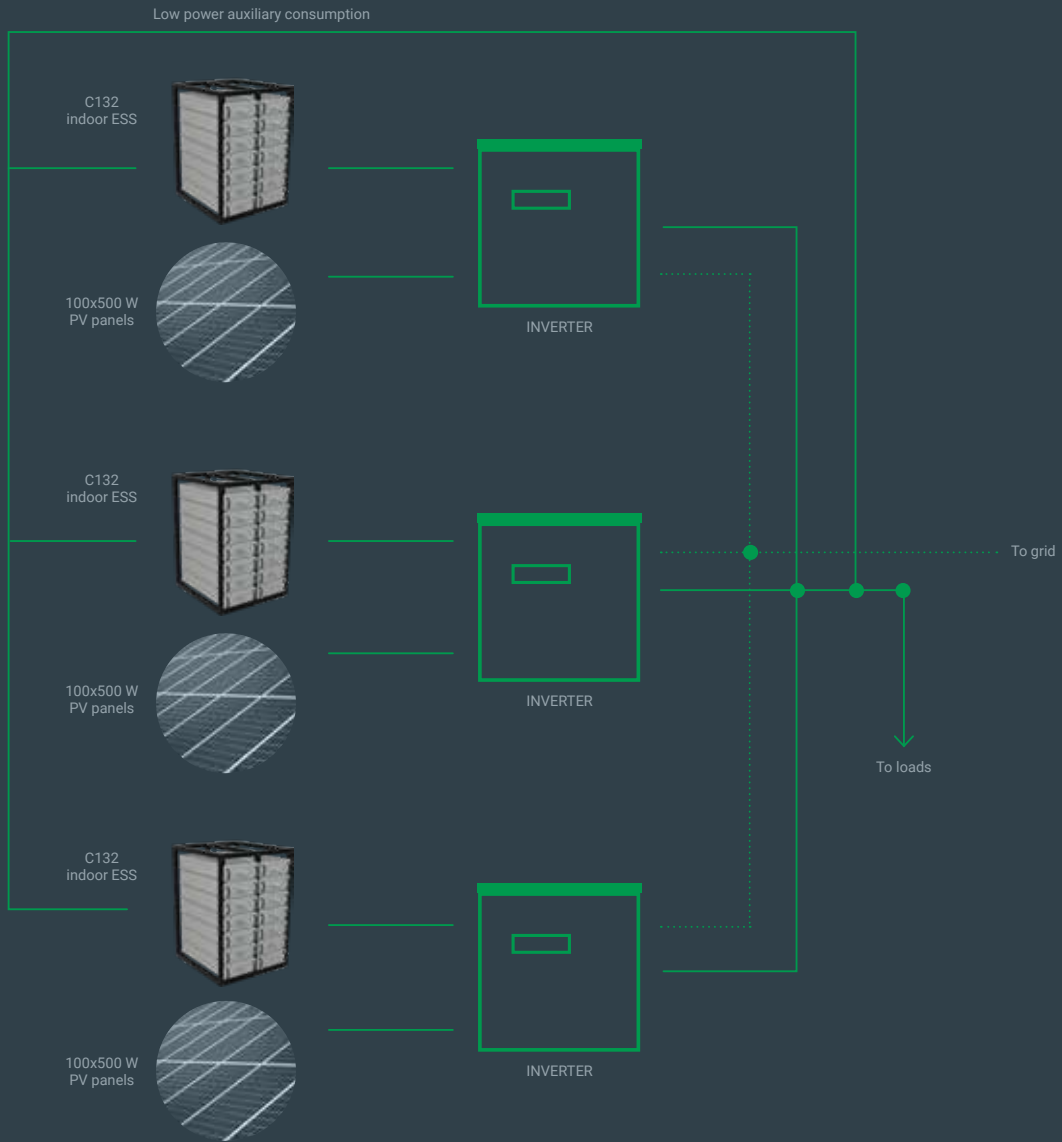 Low power auxiliary consumption
C132
indoor ESS
100x500 W
PV panels
INVERTER
C132
indoor ESS
To grid
100x500 W
PV panels
INVERTER
To loads
C132
indoor ESS
100x500 W
PV panels
INVERTER